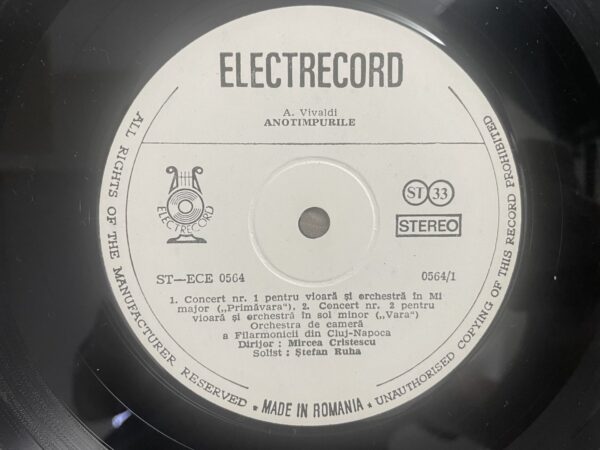 ELECTRECORD
A. Vivaldi
ANOTIMPURILE
ELECTRECORD
ST 33
STEREO
ST—ECE 0564
0564/1
1. Concert nr. 1 pentru vioară și orchestră în MI
major („Primăvara"). 2. Concert nr. 2 pentru
vioară și orchestră în sol minor („Vara")
Orchestra de cameră
a Filarmonicii din Cluj-Napoca
Dirijor : Mircea Cristescu
Solist : Ștefan Ruha
ALL RIGHTS OF THE MANUFACTURER RESERVED * MADE IN ROMANIA * UNAUTHORISED COPYING OF THIS RECORD PROHIBITED